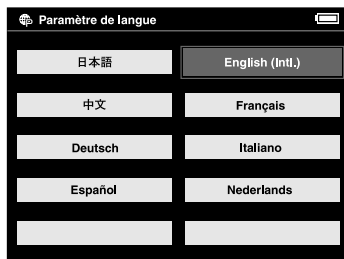 Paramètre de langue
日本語
English (Intl.)
中文
Français
Deutsch
Italiano
Español
Nederlands